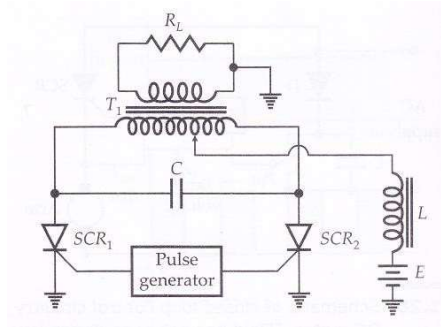 R_L
T_1
C
SCR_1
SCR_2
L
Pulse
generator
E